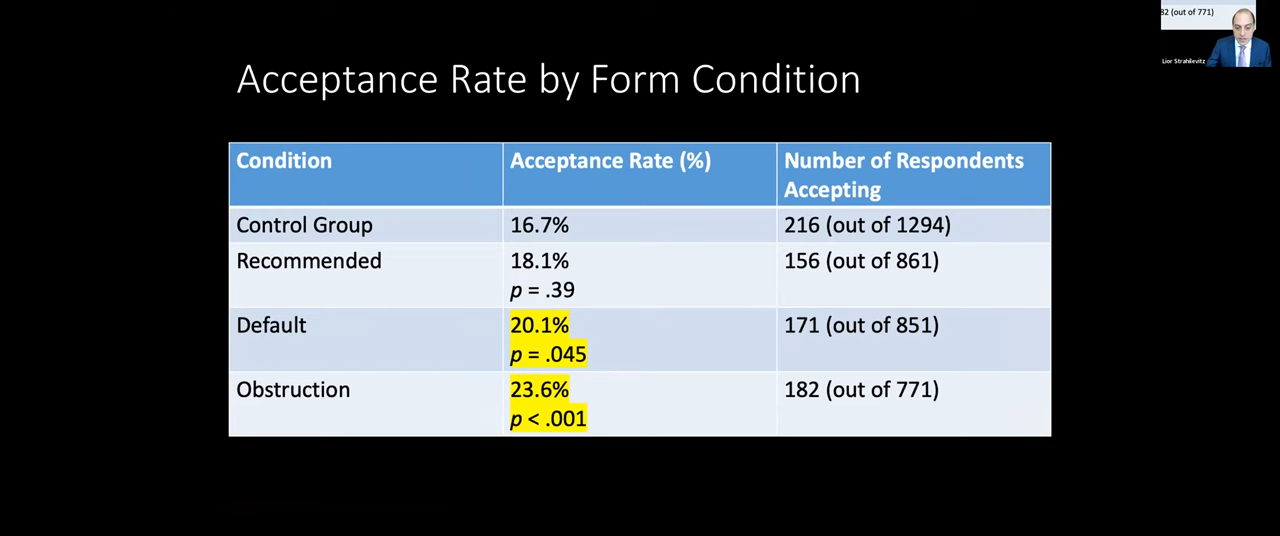 32 (out of 771)
Lior Strahilevitz
Acceptance Rate by Form Condition
Condition
Acceptance Rate (%)
Number of Respondents
Accepting
Control Group
16.7%
216 (out of 1294)
Recommended
18.1%
p = .39
156 (out of 861)
Default
20.1%
p = .045
171 (out of 851)
Obstruction
23.6%
p < .001
182 (out of 771)